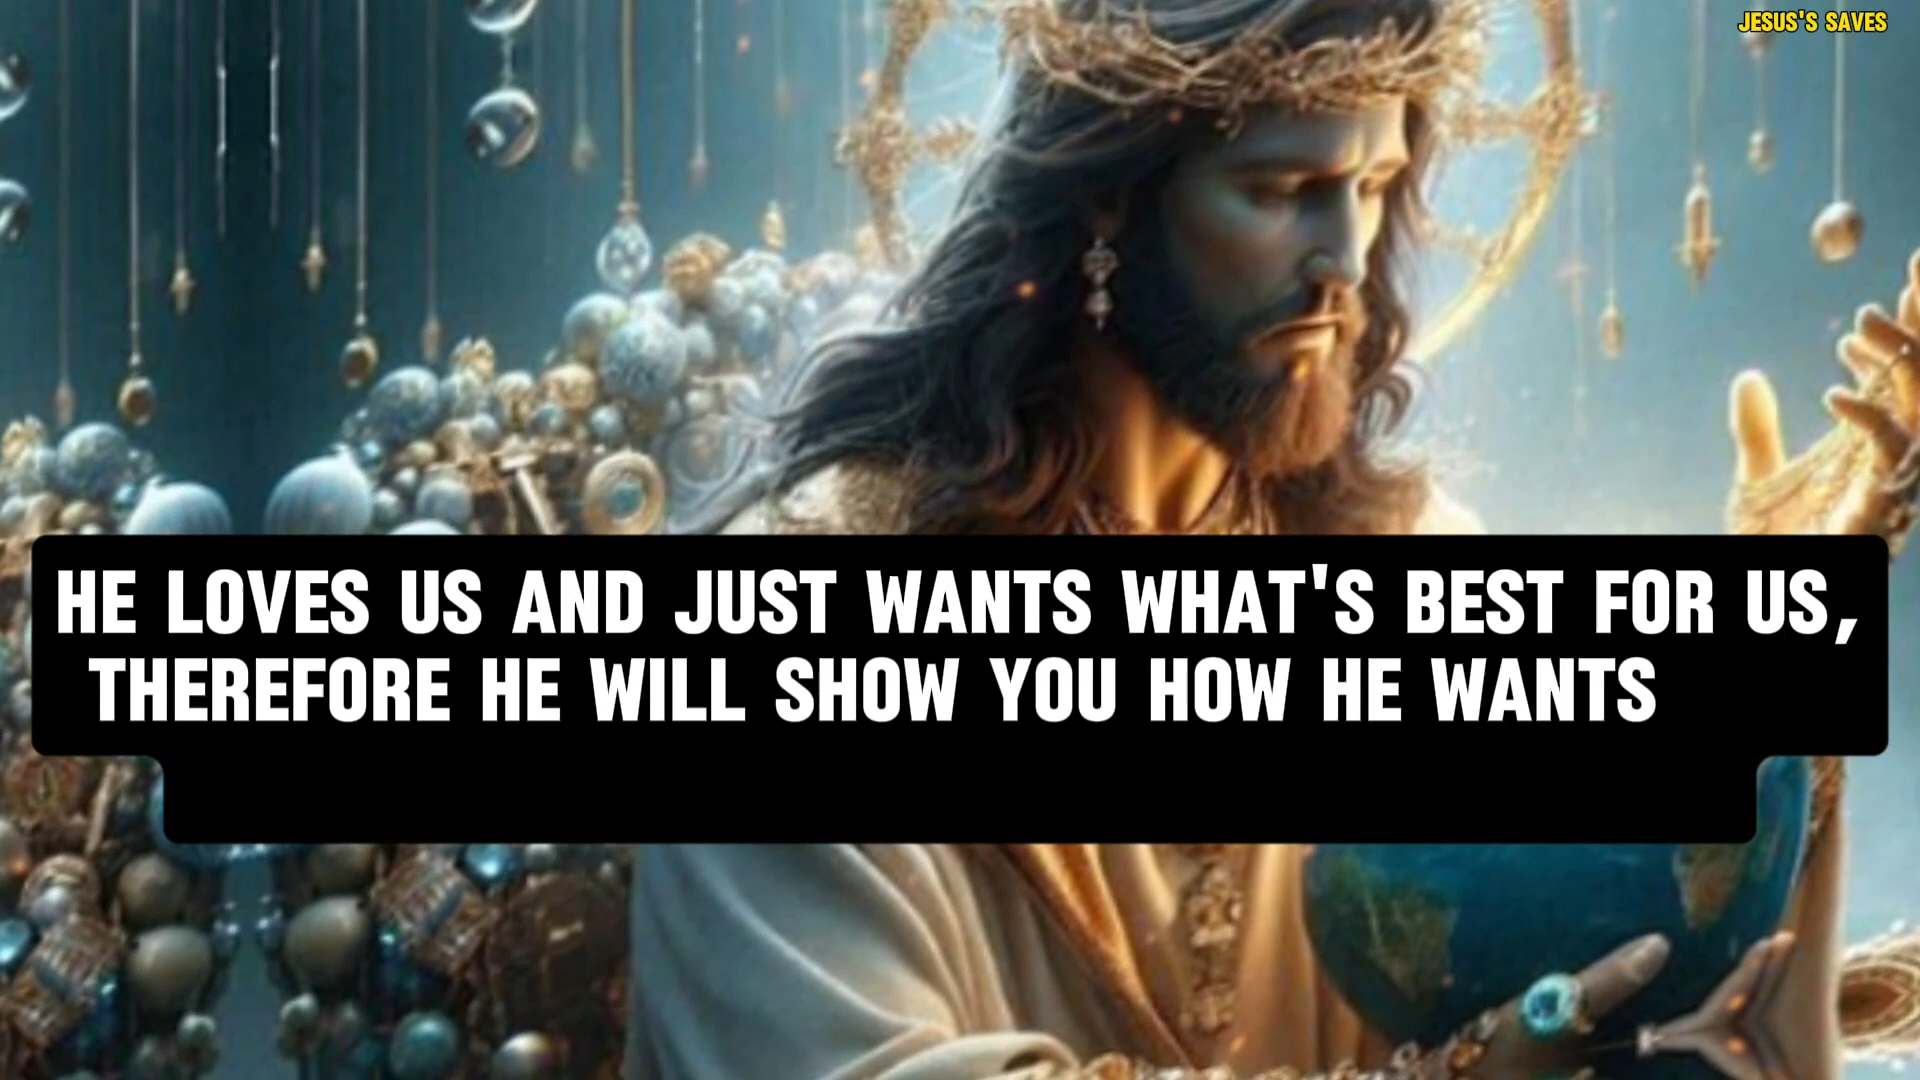 JESUS'S SAVES
HE LOVES US AND JUST WANTS WHAT'S BEST FOR US,
THEREFORE HE WILL SHOW YOU HOW HE WANTS